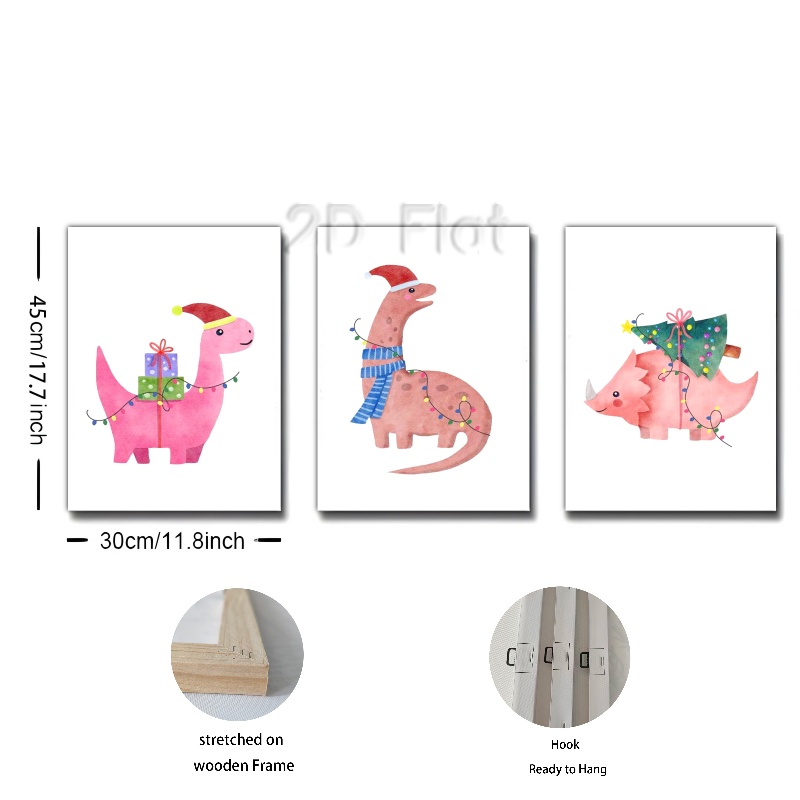 2D Flat
45cm/17.7inch
30cm/11.8inch
stretched on
wooden Frame
Hook
Ready to Hang